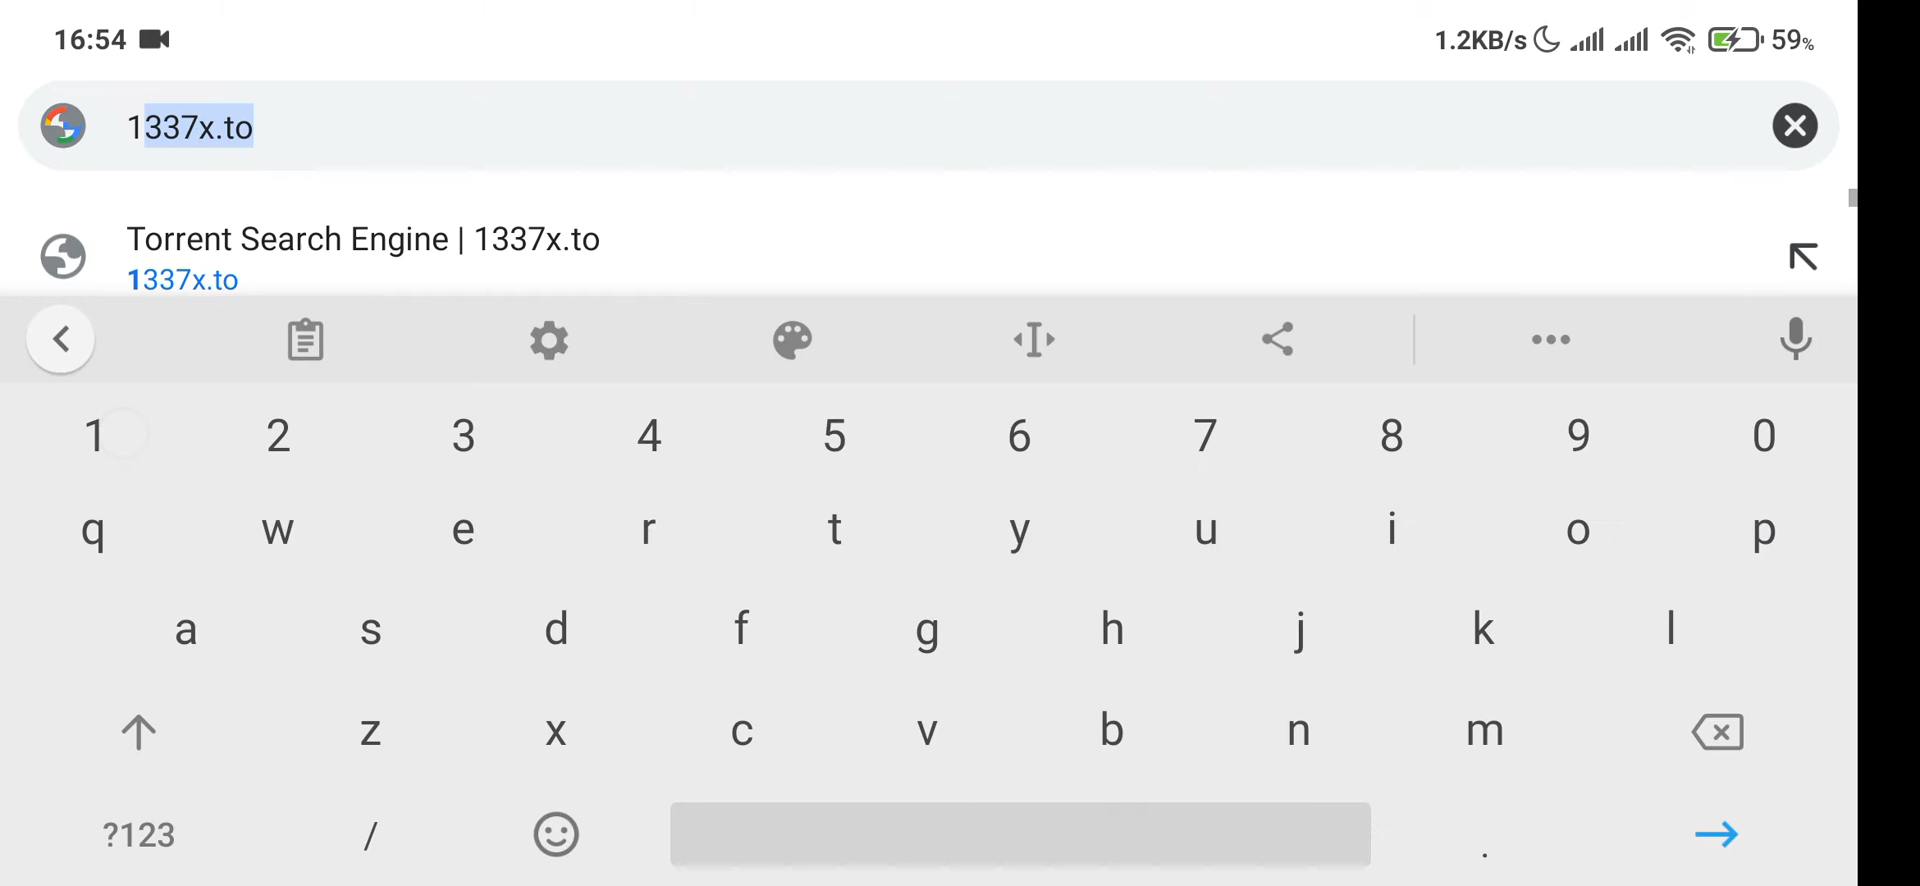 16:54 1.2KB/s 59%
1337x.to
Torrent Search Engine | 1337x.to
1337x.to
1 2 3 4 5 6 7 8 9 0
q w e r t y u i o p
a s d f g h j k l
z x c v b n m
?123 / .